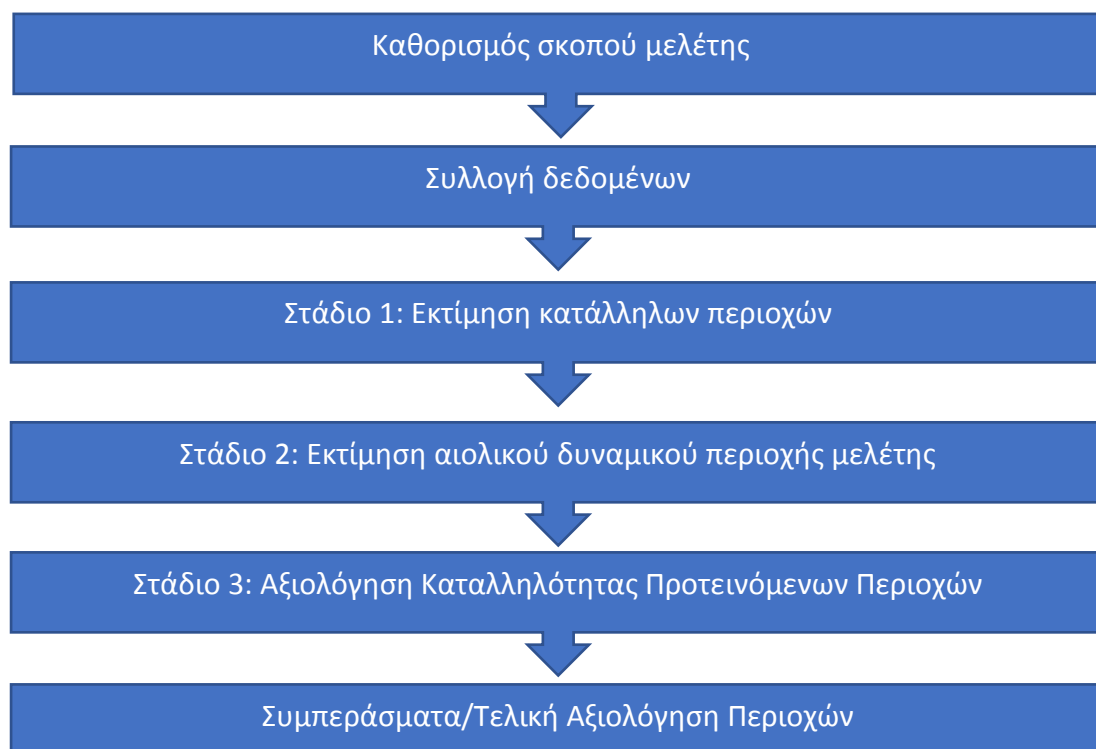 Καθορισμός σκοπού μελέτης
Συλλογή δεδομένων
Στάδιο 1: Εκτίμηση κατάλληλων περιοχών
Στάδιο 2: Εκτίμηση αιολικού δυναμικού περιοχής μελέτης
Στάδιο 3: Αξιολόγηση Καταλληλότητας Προτεινόμενων Περιοχών
Συμπεράσματα/Τελική Αξιολόγηση Περιοχών